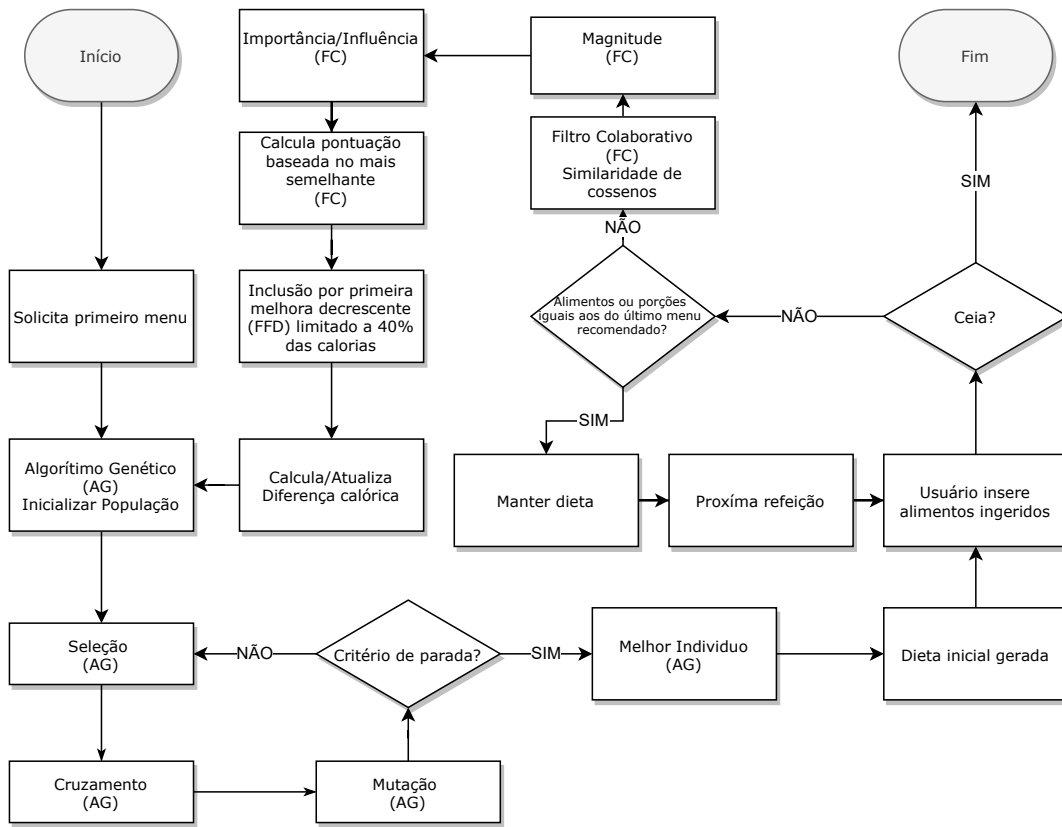 Início
Importância/Influência
(FC)
Magnitude
(FC)
Fim
Calcula pontuação
baseada no mais
semelhante
(FC)
Filtro Colaborativo
(FC)
Similaridade de
cossenos
SIM
NÃO
Solicita primeiro menu
Inclusão por primeira
melhora decrescente
(FFD) limitado a 40%
das calorias
Alimentos ou porções
iguais aos do último menu
recomendado?
NÃO
Ceia?
SIM
Algorítimo Genético
(AG)
Inicializar População
Calcula/Atualiza
Diferença calórica
Manter dieta
Proxíma refeição
Usuário insere
alimentos ingeridos
Seleção
(AG)
NÃO
Critério de parada?
SIM
Melhor Individuo
(AG)
Dieta inicial gerada
Cruzamento
(AG)
Mutação
(AG)